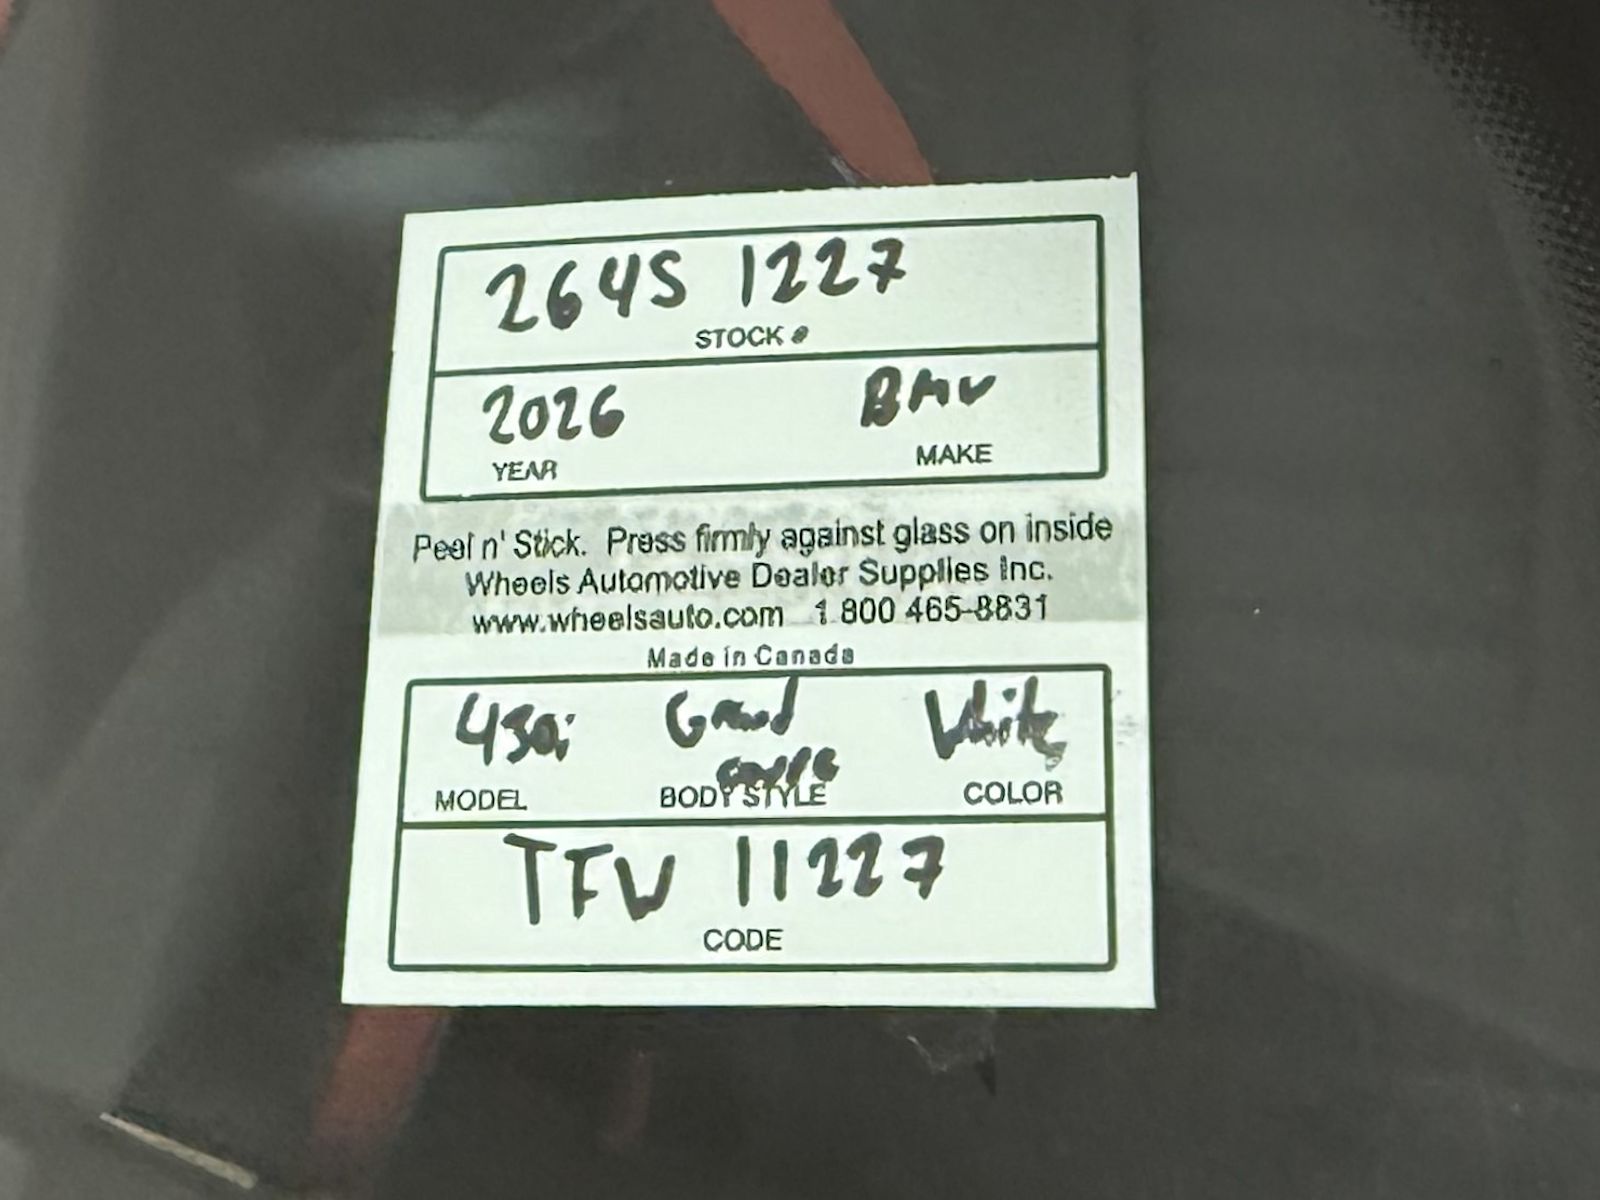 264S 1227
STOCK #
2026 BMW
YEAR MAKE
Peel n' Stick. Press firmly against glass on inside
Wheels Automotive Dealer Supplies Inc.
www.wheelsauto.com 1 800 465-8831
Made in Canada
430i Grand White
coupe
MODEL BODY STYLE COLOR
TFW 11227
CODE